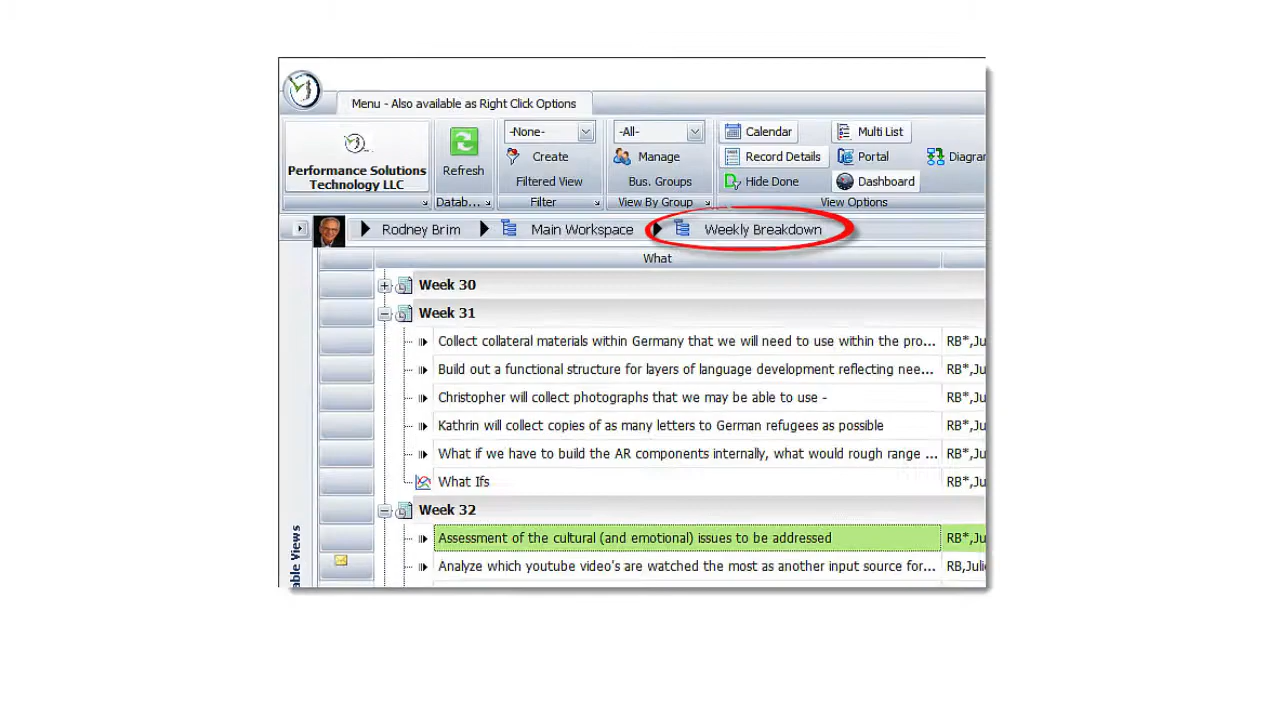 Menu - Also available as Right Click Options
-None-
-All-
Calendar
Multi List
Performance Solutions
Technology LLC
Refresh
Create
Manage
Record Details
Portal
Filtered View
Bus. Groups
Hide Done
Dashboard
Datab...
Filter
View By Group
View Options
Rodney Brim
Main Workspace
Weekly Breakdown
What
Week 30
Week 31
Collect collateral materials within Germany that we will need to use within the pro...
RB*,Ju
Build out a functional structure for layers of language development reflecting nee...
RB*,Ju
Christopher will collect photographs that we may be able to use -
RB*,Ju
Kathrin will collect copies of as many letters to German refugees as possible
RB*,Ju
What if we have to build the AR components internally, what would rough range ...
RB*,Ju
What Ifs
RB*,Ju
Week 32
Assessment of the cultural (and emotional) issues to be addressed
RB*,Ju
Analyze which youtube video's are watched the most as another input source for...
RB,Juli
able Views